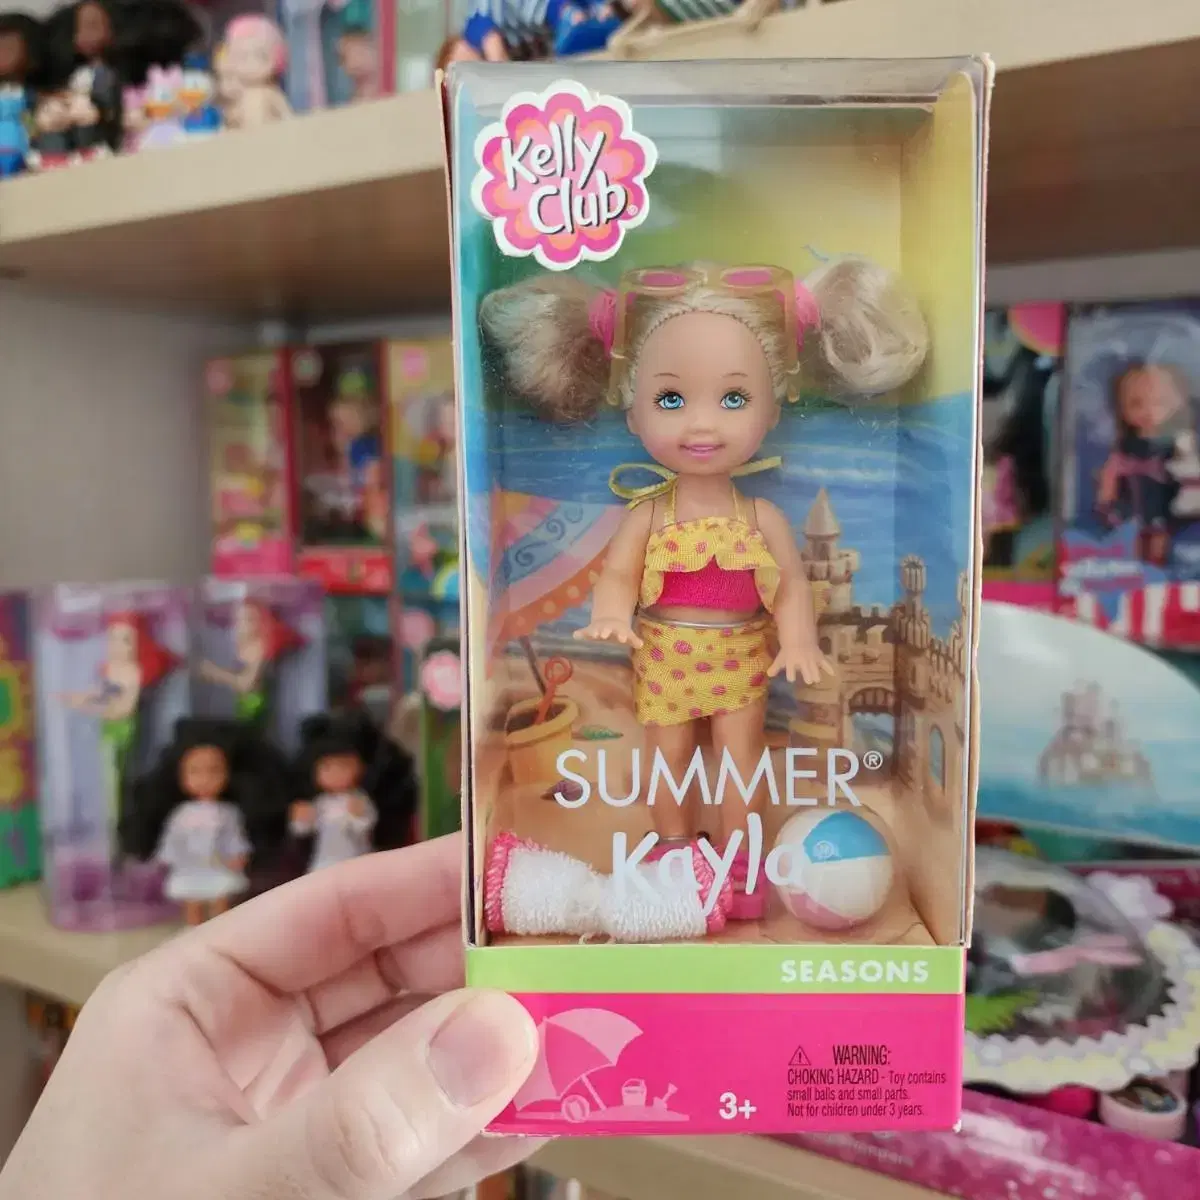 Kelly
Club®
SUMMER®
Kayla
SEASONS
3+
WARNING:
CHOKING HAZARD - Toy contains
small balls and small parts.
Not for children under 3 years.